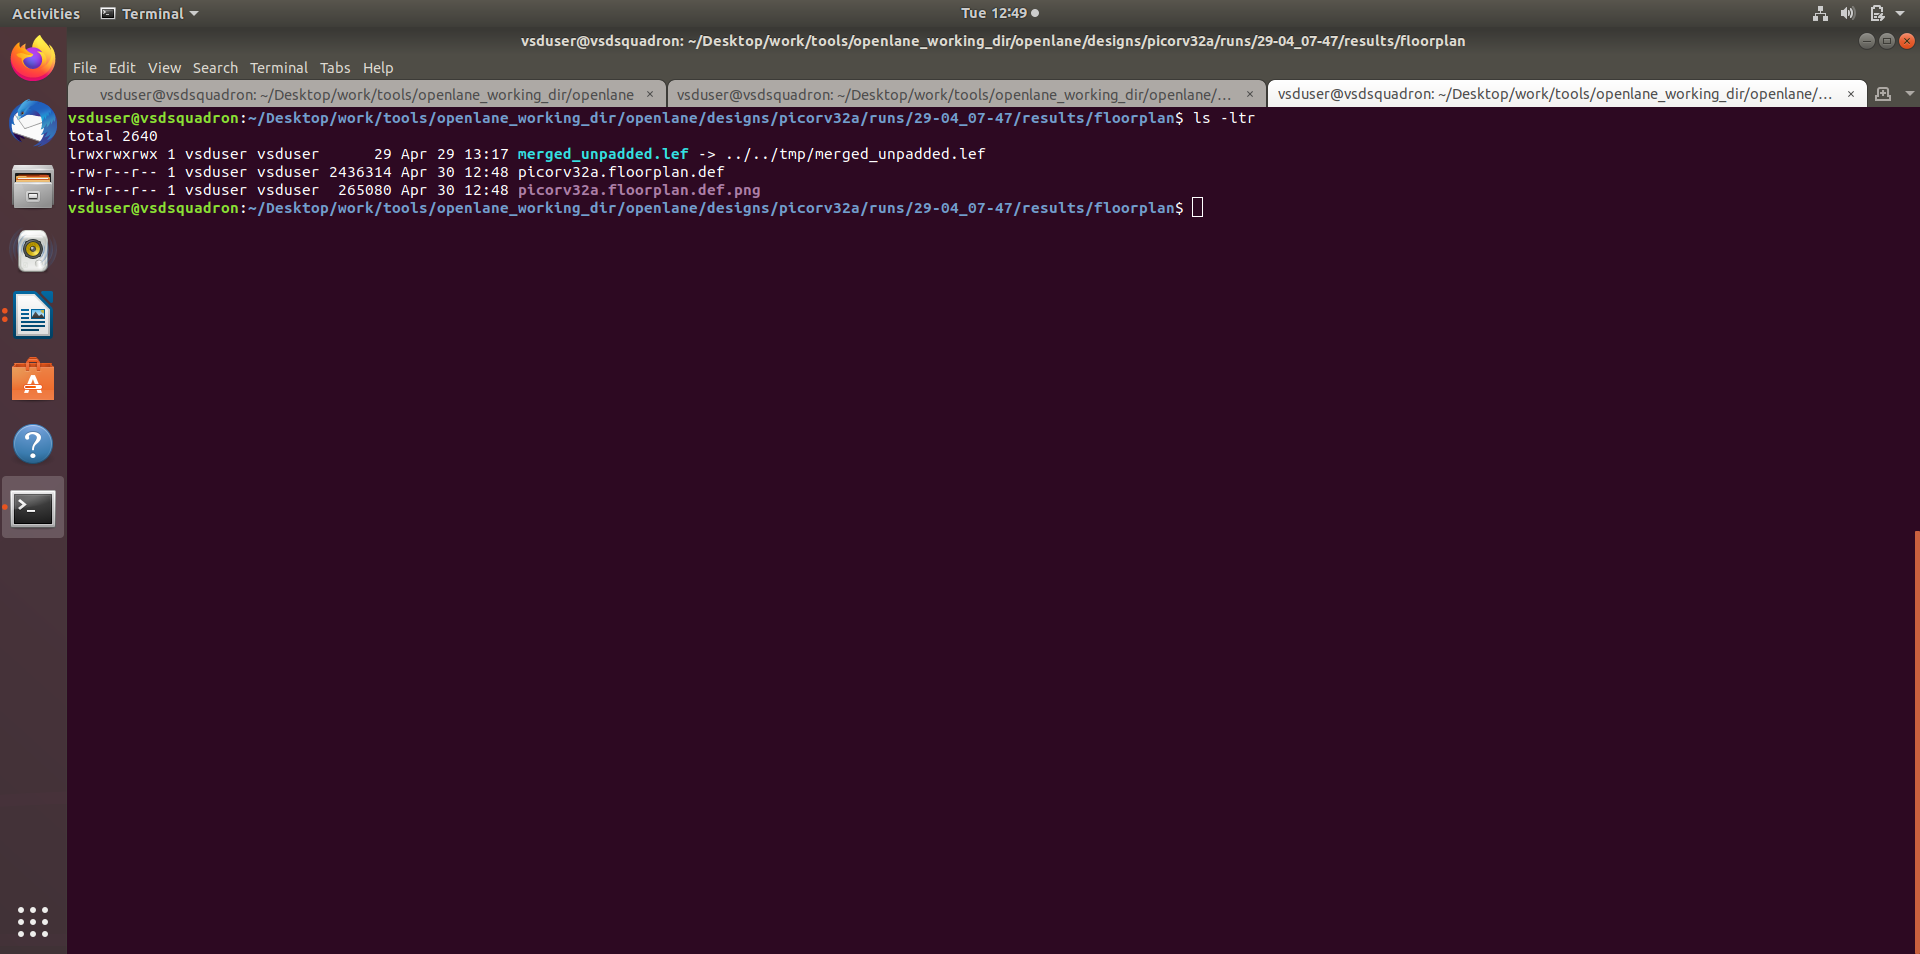 Activities Terminal Tue 12:49
vsduser@vsdsquadron: ~/Desktop/work/tools/openlane_working_dir/openlane/designs/picorv32a/runs/29-04_07-47/results/floorplan
File Edit View Search Terminal Tabs Help
vsduser@vsdsquadron: ~/Desktop/work/tools/openlane_working_dir/openlane × vsduser@vsdsquadron: ~/Desktop/work/tools/openlane_working_dir/openlane/... × vsduser@vsdsquadron: ~/Desktop/work/tools/openlane_working_dir/openlane/... ×
vsduser@vsdsquadron:~/Desktop/work/tools/openlane_working_dir/openlane/designs/picorv32a/runs/29-04_07-47/results/floorplan$ ls -ltr
total 2640
lrwxrwxrwx 1 vsduser vsduser      29 Apr 29 13:17 merged_unpadded.lef -> ../../tmp/merged_unpadded.lef
-rw-r--r-- 1 vsduser vsduser 2436314 Apr 30 12:48 picorv32a.floorplan.def
-rw-r--r-- 1 vsduser vsduser  265080 Apr 30 12:48 picorv32a.floorplan.def.png
vsduser@vsdsquadron:~/Desktop/work/tools/openlane_working_dir/openlane/designs/picorv32a/runs/29-04_07-47/results/floorplan$